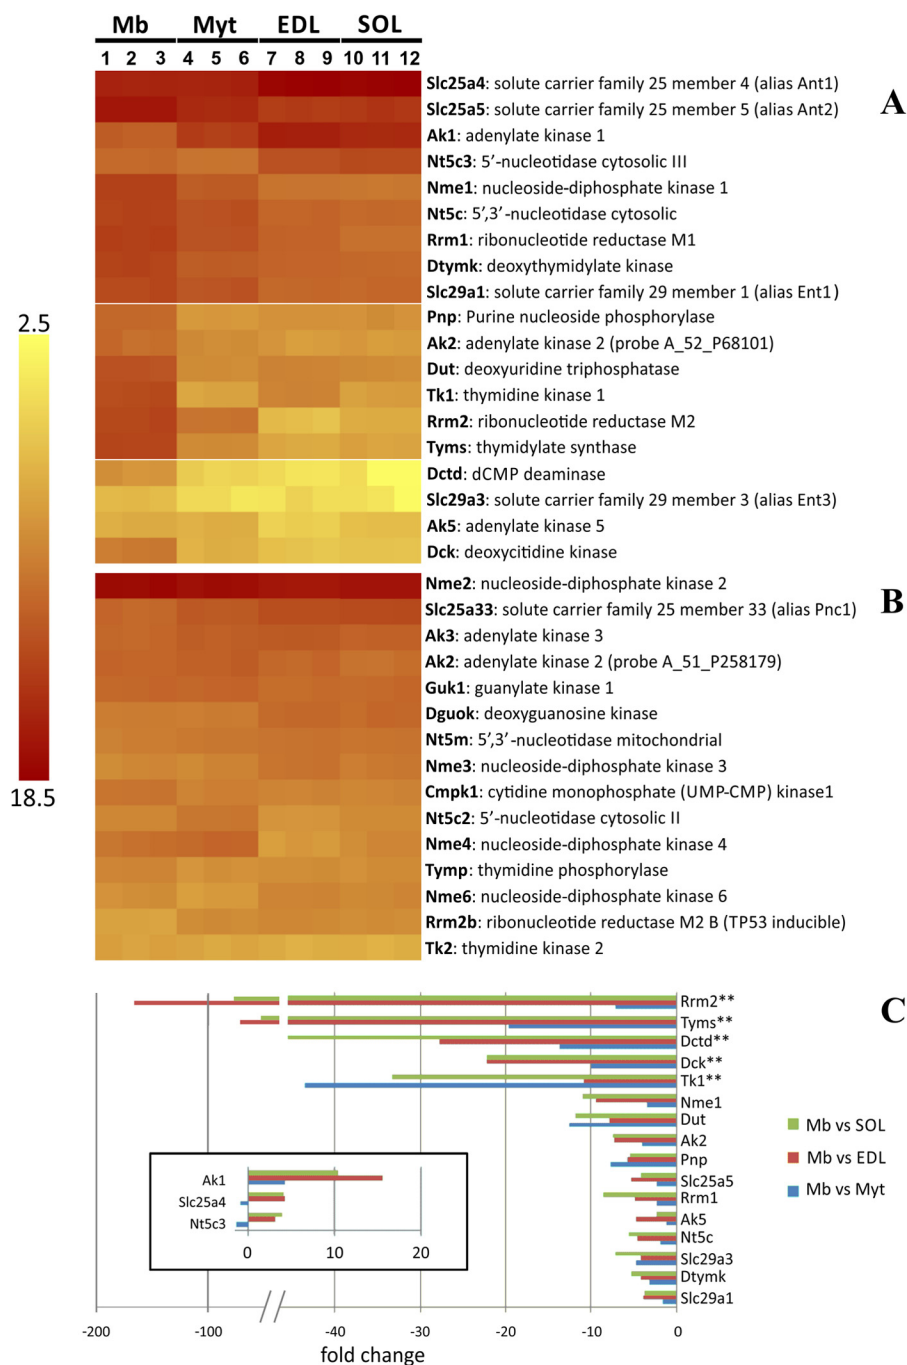 Mb Myt EDL SOL
1 2 3 4 5 6 7 8 9 10 11 12
A
Slc25a4: solute carrier family 25 member 4 (alias Ant1)
Slc25a5: solute carrier family 25 member 5 (alias Ant2)
Ak1: adenylate kinase 1
Nt5c3: 5’-nucleotidase cytosolic III
Nme1: nucleoside-diphosphate kinase 1
Nt5c: 5’,3’-nucleotidase cytosolic
Rrm1: ribonucleotide reductase M1
Dtymk: deoxythymidylate kinase
Slc29a1: solute carrier family 29 member 1 (alias Ent1)
Pnp: Purine nucleoside phosphorylase
Ak2: adenylate kinase 2 (probe A_52_P68101)
Dut: deoxyuridine triphosphatase
Tk1: thymidine kinase 1
Rrm2: ribonucleotide reductase M2
Tyms: thymidylate synthase
Dctd: dCMP deaminase
Slc29a3: solute carrier family 29 member 3 (alias Ent3)
Ak5: adenylate kinase 5
Dck: deoxycitidine kinase
2.5
18.5
B
Nme2: nucleoside-diphosphate kinase 2
Slc25a33: solute carrier family 25 member 33 (alias Pnc1)
Ak3: adenylate kinase 3
Ak2: adenylate kinase 2 (probe A_51_P258179)
Guk1: guanylate kinase 1
Dguok: deoxyguanosine kinase
Nt5m: 5’,3’-nucleotidase mitochondrial
Nme3: nucleoside-diphosphate kinase 3
Cmpk1: cytidine monophosphate (UMP-CMP) kinase1
Nt5c2: 5’-nucleotidase cytosolic II
Nme4: nucleoside-diphosphate kinase 4
Tymp: thymidine phosphorylase
Nme6: nucleoside-diphosphate kinase 6
Rrm2b: ribonucleotide reductase M2 B (TP53 inducible)
Tk2: thymidine kinase 2
C
Rrm2**
Tyms**
Dctd**
Dck**
Tk1**
Nme1
Dut
Ak2
Pnp
Slc25a5
Rrm1
Ak5
Nt5c
Slc29a3
Dtymk
Slc29a1
Mb vs SOL
Mb vs EDL
Mb vs Myt
Ak1
Slc25a4
Nt5c3
0 10 20
-200 -100 -40 -30 -20 -10 0
fold change